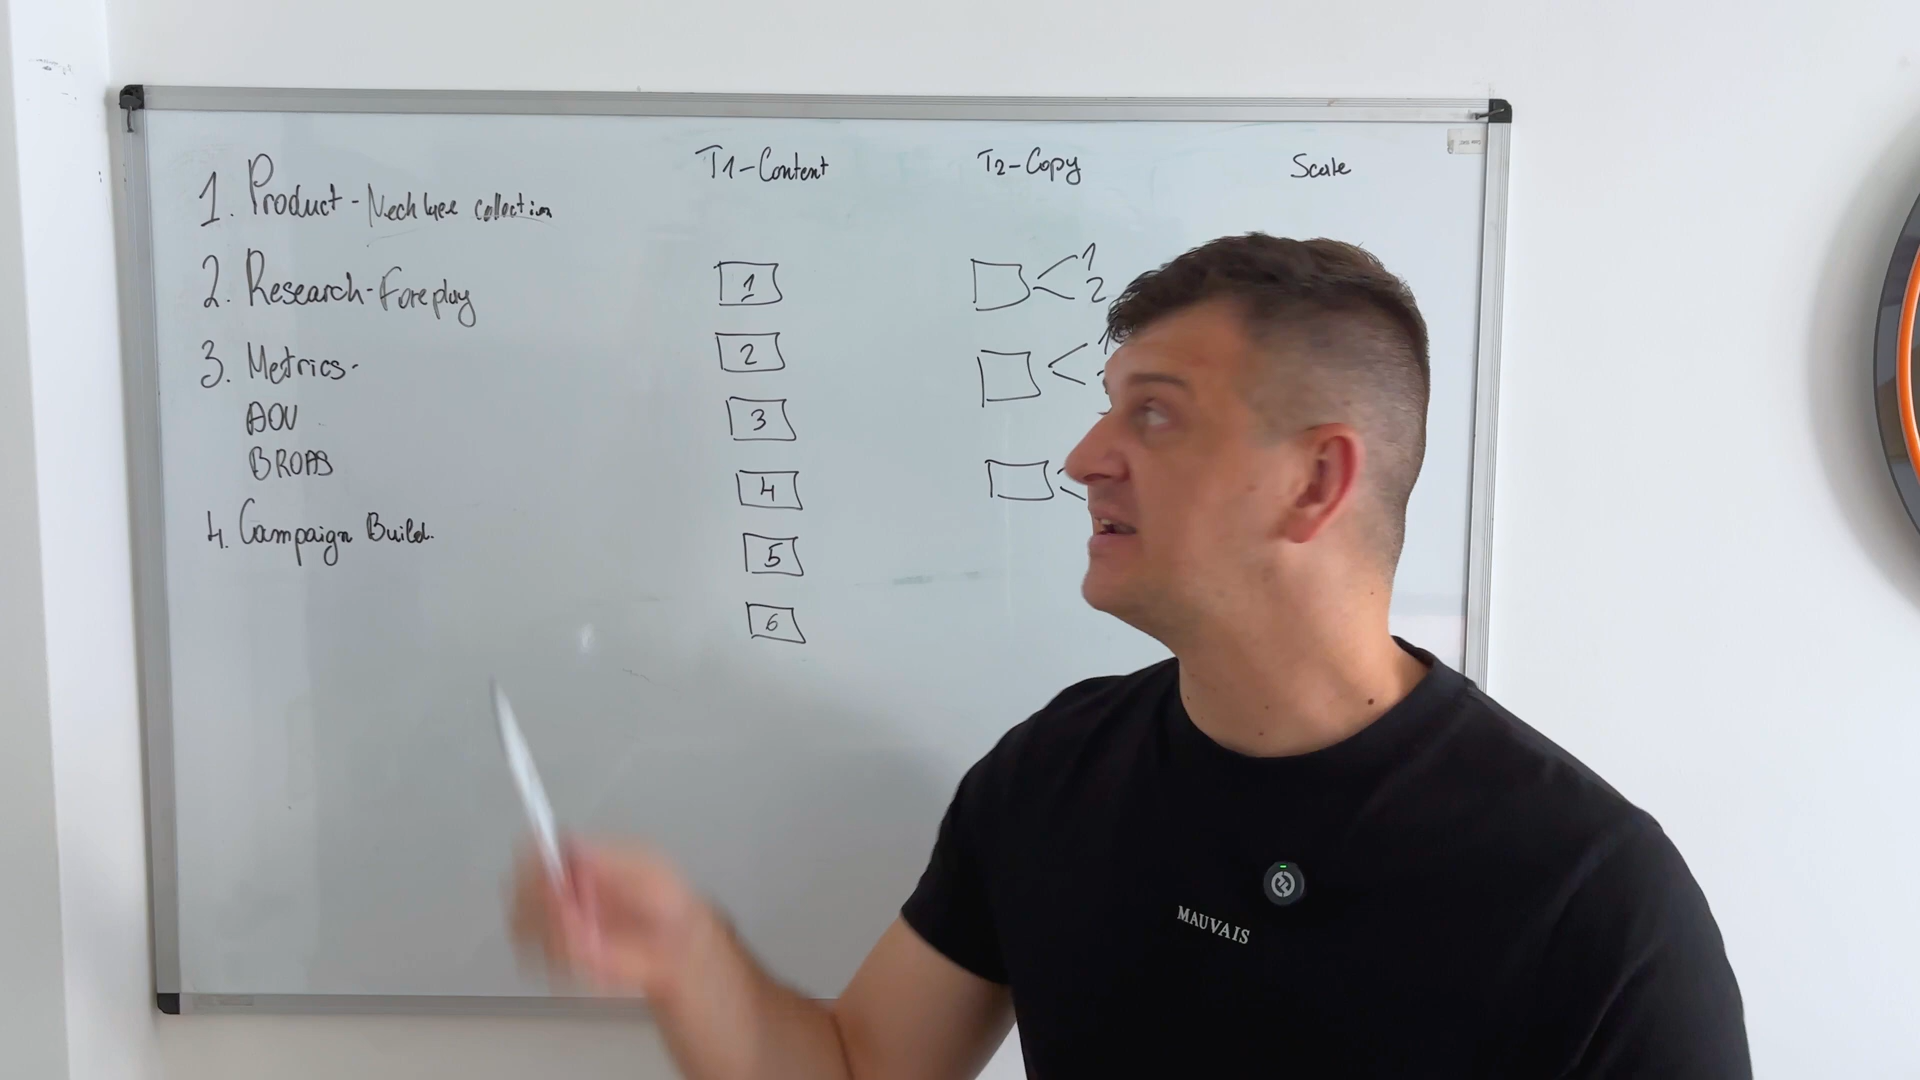 1. Product - Necklace collection
2. Research - Foreplay
3. Metrics -
AOV
BROAS
4. Campaign Build.
T1 - Content
1
2
3
4
5
6
T2 - Copy
1
2
1
Scale
MAUVAIS